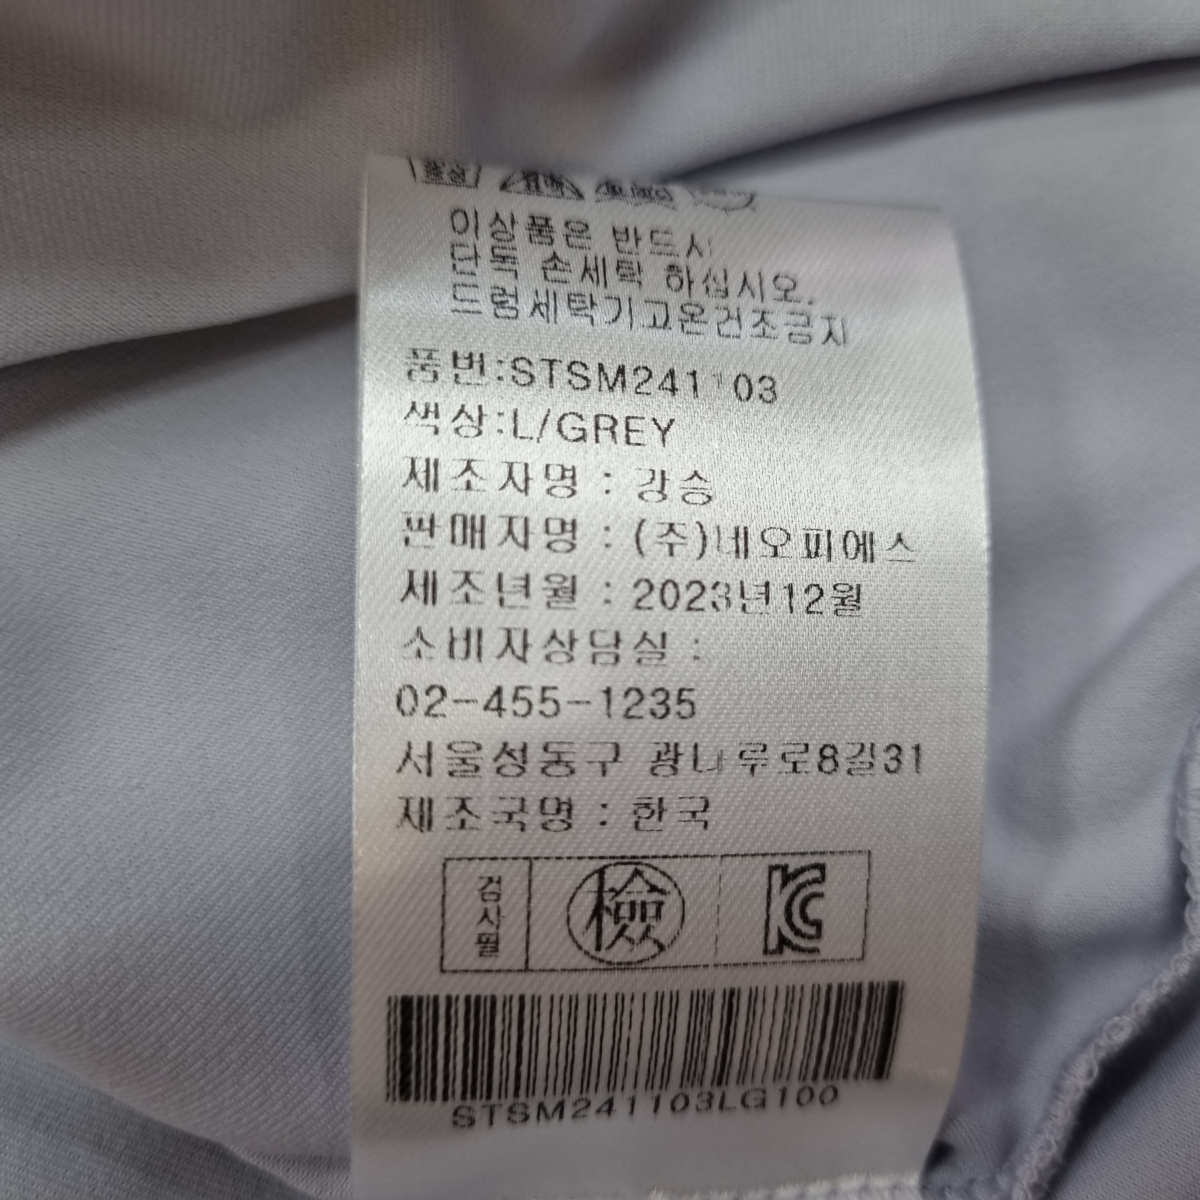 이상품은 반드시
단독 손세탁 하십시오.
드럼세탁기고온건조금지
품번:STSM241103
색상:L/GREY
제조자명 : 강승
판매자명 : (주)네오피에스
제조년월 : 2023년12월
소비자상담실 :
02-455-1235
서울성동구 광나루로8길31
제조국명 : 한국
검사필
檢
KC
STSM241103LG100